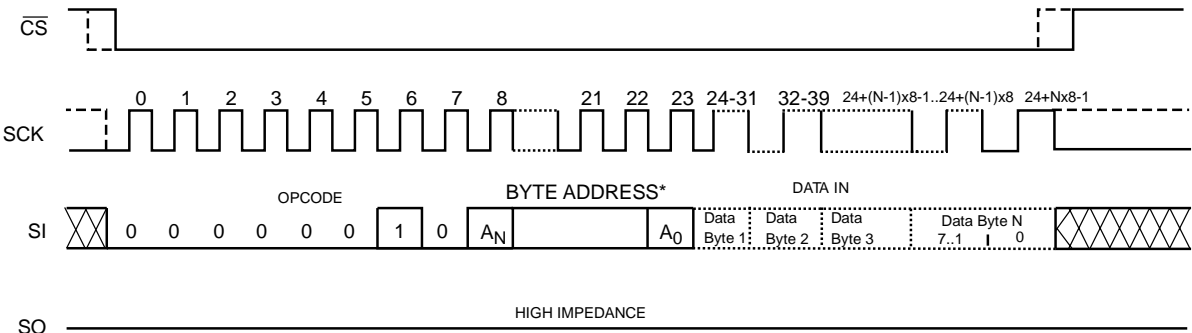 CS
0 1 2 3 4 5 6 7 8 21 22 23 24-31 32-39 24+(N-1)x8-1..24+(N-1)x8 24+Nx8-1
SCK
OPCODE BYTE ADDRESS* DATA IN
SI 0 0 0 0 0 0 1 0 AN A0 Data Byte 1 Data Byte 2 Data Byte 3 Data Byte N 7..1 0
HIGH IMPEDANCE
SO